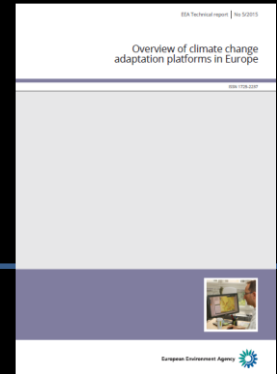 EEA Technical report | No 5/2015
Overview of climate change
adaptation platforms in Europe
ISSN 1725-2237
European Environment Agency